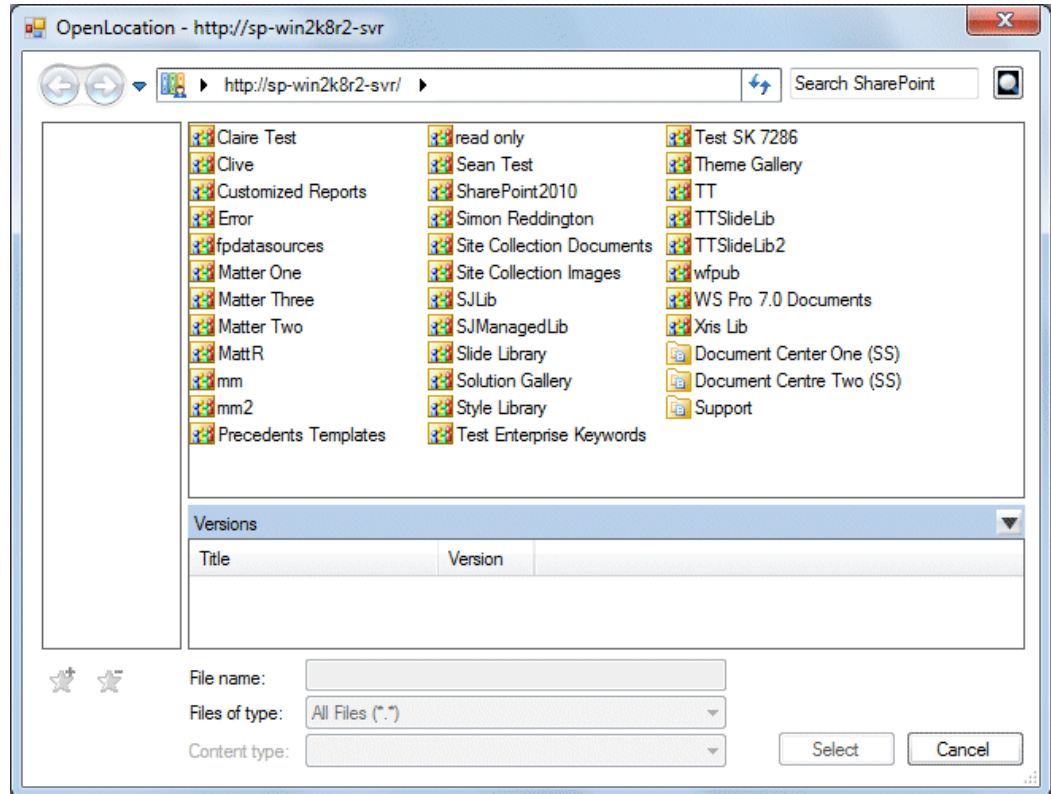 OpenLocation - http://sp-win2k8r2-svr
http://sp-win2k8r2-svr/
Search SharePoint
Claire Test
Clive
Customized Reports
Error
fpdatasources
Matter One
Matter Three
Matter Two
MattR
mm
mm2
Precedents Templates
read only
Sean Test
SharePoint2010
Simon Reddington
Site Collection Documents
Site Collection Images
SJLib
SJManagedLib
Slide Library
Solution Gallery
Style Library
Test Enterprise Keywords
Test SK 7286
Theme Gallery
TT
TTSlideLib
TTSlideLib2
wfpub
WS Pro 7.0 Documents
Xris Lib
Document Center One (SS)
Document Centre Two (SS)
Support
Versions
Title Version
File name:
Files of type: All Files (*.*)
Content type:
Select Cancel